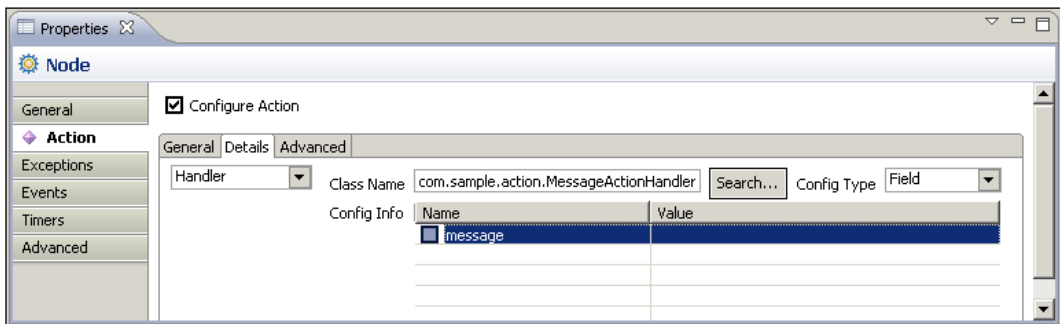 Properties
Node
General
Action
Exceptions
Events
Timers
Advanced
Configure Action
General Details Advanced
Handler Class Name com.sample.action.MessageActionHandler Search... Config Type Field
Config Info Name Value
message